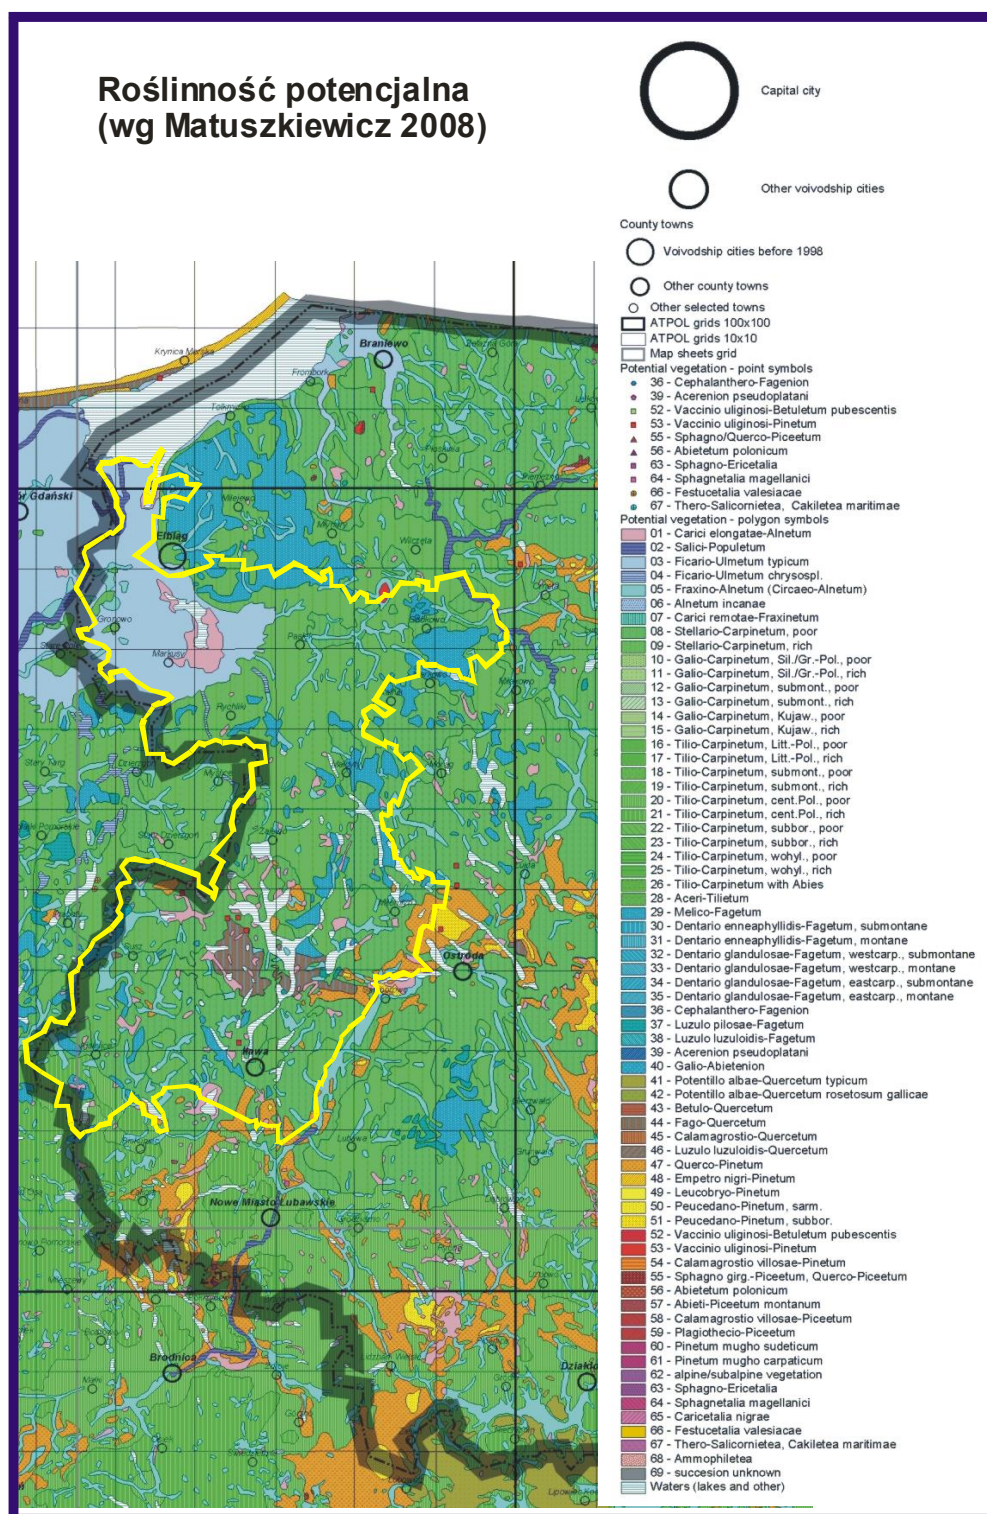 Roślinność potencjalna
(wg Matuszkiewicz 2008)
Capital city
Other voivodship cities
County towns
Voivodship cities before 1998
Other county towns
Other selected towns
ATPOL grids 100x100
ATPOL grids 10x10
Map sheets grid
Potential vegetation - point symbols
36 - Cephalanthero-Fagenion
39 - Acerenion pseudoplatani
52 - Vaccinio uliginosi-Betuletum pubescentis
53 - Vaccinio uliginosi-Pinetum
55 - Sphagno/Querco-Piceetum
56 - Abietetum polonicum
63 - Sphagno-Ericetalia
64 - Sphagnetalia magellanici
66 - Festucetalia valesiacae
67 - Thero-Salicornietea, Cakiletea maritimae
Potential vegetation - polygon symbols
01 - Carici elongatae-Alnetum
02 - Salici-Populetum
03 - Ficario-Ulmetum typicum
04 - Ficario-Ulmetum chrysospl.
05 - Fraxino-Alnetum (Circaeo-Alnetum)
06 - Alnetum incanae
07 - Carici remotae-Fraxinetum
08 - Stellario-Carpinetum, poor
09 - Stellario-Carpinetum, rich
10 - Galio-Carpinetum, Sil./Gr.-Pol., poor
11 - Galio-Carpinetum, Sil./Gr.-Pol., rich
12 - Galio-Carpinetum, submont., poor
13 - Galio-Carpinetum, submont., rich
14 - Galio-Carpinetum, Kujaw., poor
15 - Galio-Carpinetum, Kujaw., rich
16 - Tilio-Carpinetum, Litt.-Pol., poor
17 - Tilio-Carpinetum, Litt.-Pol., rich
18 - Tilio-Carpinetum, submont., poor
19 - Tilio-Carpinetum, submont., rich
20 - Tilio-Carpinetum, cent.Pol., poor
21 - Tilio-Carpinetum, cent.Pol., rich
22 - Tilio-Carpinetum, subbor., poor
23 - Tilio-Carpinetum, subbor., rich
24 - Tilio-Carpinetum, wohyl., poor
25 - Tilio-Carpinetum, wohyl., rich
26 - Tilio-Carpinetum with Abies
28 - Aceri-Tilietum
29 - Melico-Fagetum
30 - Dentario enneaphyllidis-Fagetum, submontane
31 - Dentario enneaphyllidis-Fagetum, montane
32 - Dentario glandulosae-Fagetum, westcarp., submontane
33 - Dentario glandulosae-Fagetum, westcarp., montane
34 - Dentario glandulosae-Fagetum, eastcarp., submontane
35 - Dentario glandulosae-Fagetum, eastcarp., montane
36 - Cephalanthero-Fagenion
37 - Luzulo pilosae-Fagetum
38 - Luzulo luzuloidis-Fagetum
39 - Acerenion pseudoplatani
40 - Galio-Abietenion
41 - Potentillo albae-Quercetum typicum
42 - Potentillo albae-Quercetum rosetosum gallicae
43 - Betulo-Quercetum
44 - Fago-Quercetum
45 - Calamagrostio-Quercetum
46 - Luzulo luzuloidis-Quercetum
47 - Querco-Pinetum
48 - Empetro nigri-Pinetum
49 - Leucobryo-Pinetum
50 - Peucedano-Pinetum, sarm.
51 - Peucedano-Pinetum, subbor.
52 - Vaccinio uliginosi-Betuletum pubescentis
53 - Vaccinio uliginosi-Pinetum
54 - Calamagrostio villosae-Pinetum
55 - Sphagno girg.-Piceetum, Querco-Piceetum
56 - Abietetum polonicum
57 - Abieti-Piceetum montanum
58 - Calamagrostio villosae-Piceetum
59 - Plagiothecio-Piceetum
60 - Pinetum mugho sudeticum
61 - Pinetum mugho carpaticum
62 - alpine/subalpine vegetation
63 - Sphagno-Ericetalia
64 - Sphagnetalia magellanici
65 - Caricetalia nigrae
66 - Festucetalia valesiacae
67 - Thero-Salicornietea, Cakiletea maritimae
68 - Ammophiletea
69 - succesion unknown
Waters (lakes and other)
Krynica Morska
Braniewo
Frombork
Gdański
Milejewo
Elbląg
Wilczęta
Gronowo
Markusy
Rychliki
Stary Targ
Ostróda
Iława
Nowe Miasto Lubawskie
Brodnica